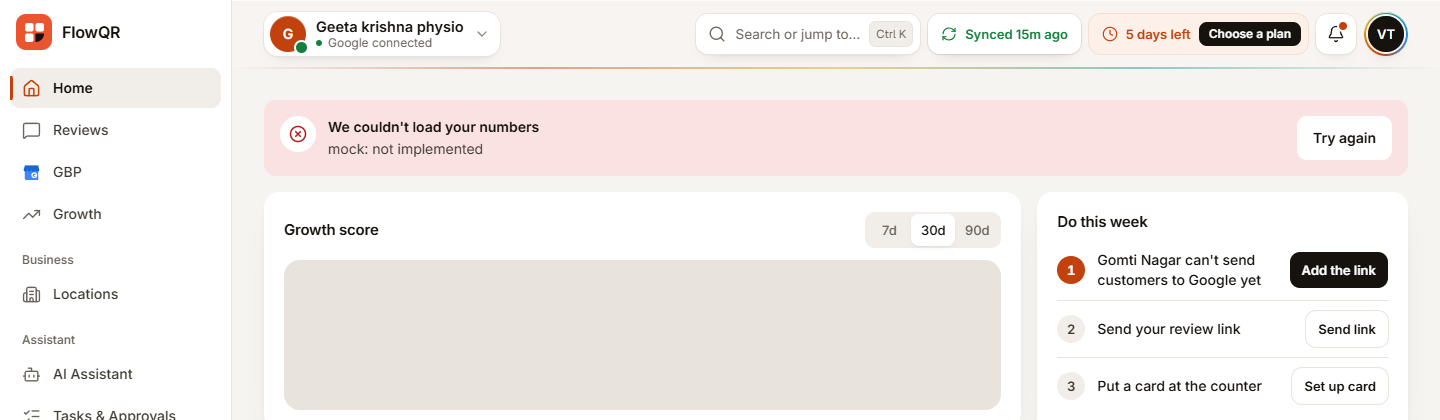 FlowQR
Home
Reviews
GBP
Growth
Business
Locations
Assistant
AI Assistant
Tasks & Approvals
G
Geeta krishna physio
Google connected
Search or jump to...
Ctrl K
Synced 15m ago
5 days left
Choose a plan
VT
We couldn't load your numbers
mock: not implemented
Try again
Growth score
7d
30d
90d
Do this week
1
Gomti Nagar can't send
customers to Google yet
Add the link
2
Send your review link
Send link
3
Put a card at the counter
Set up card